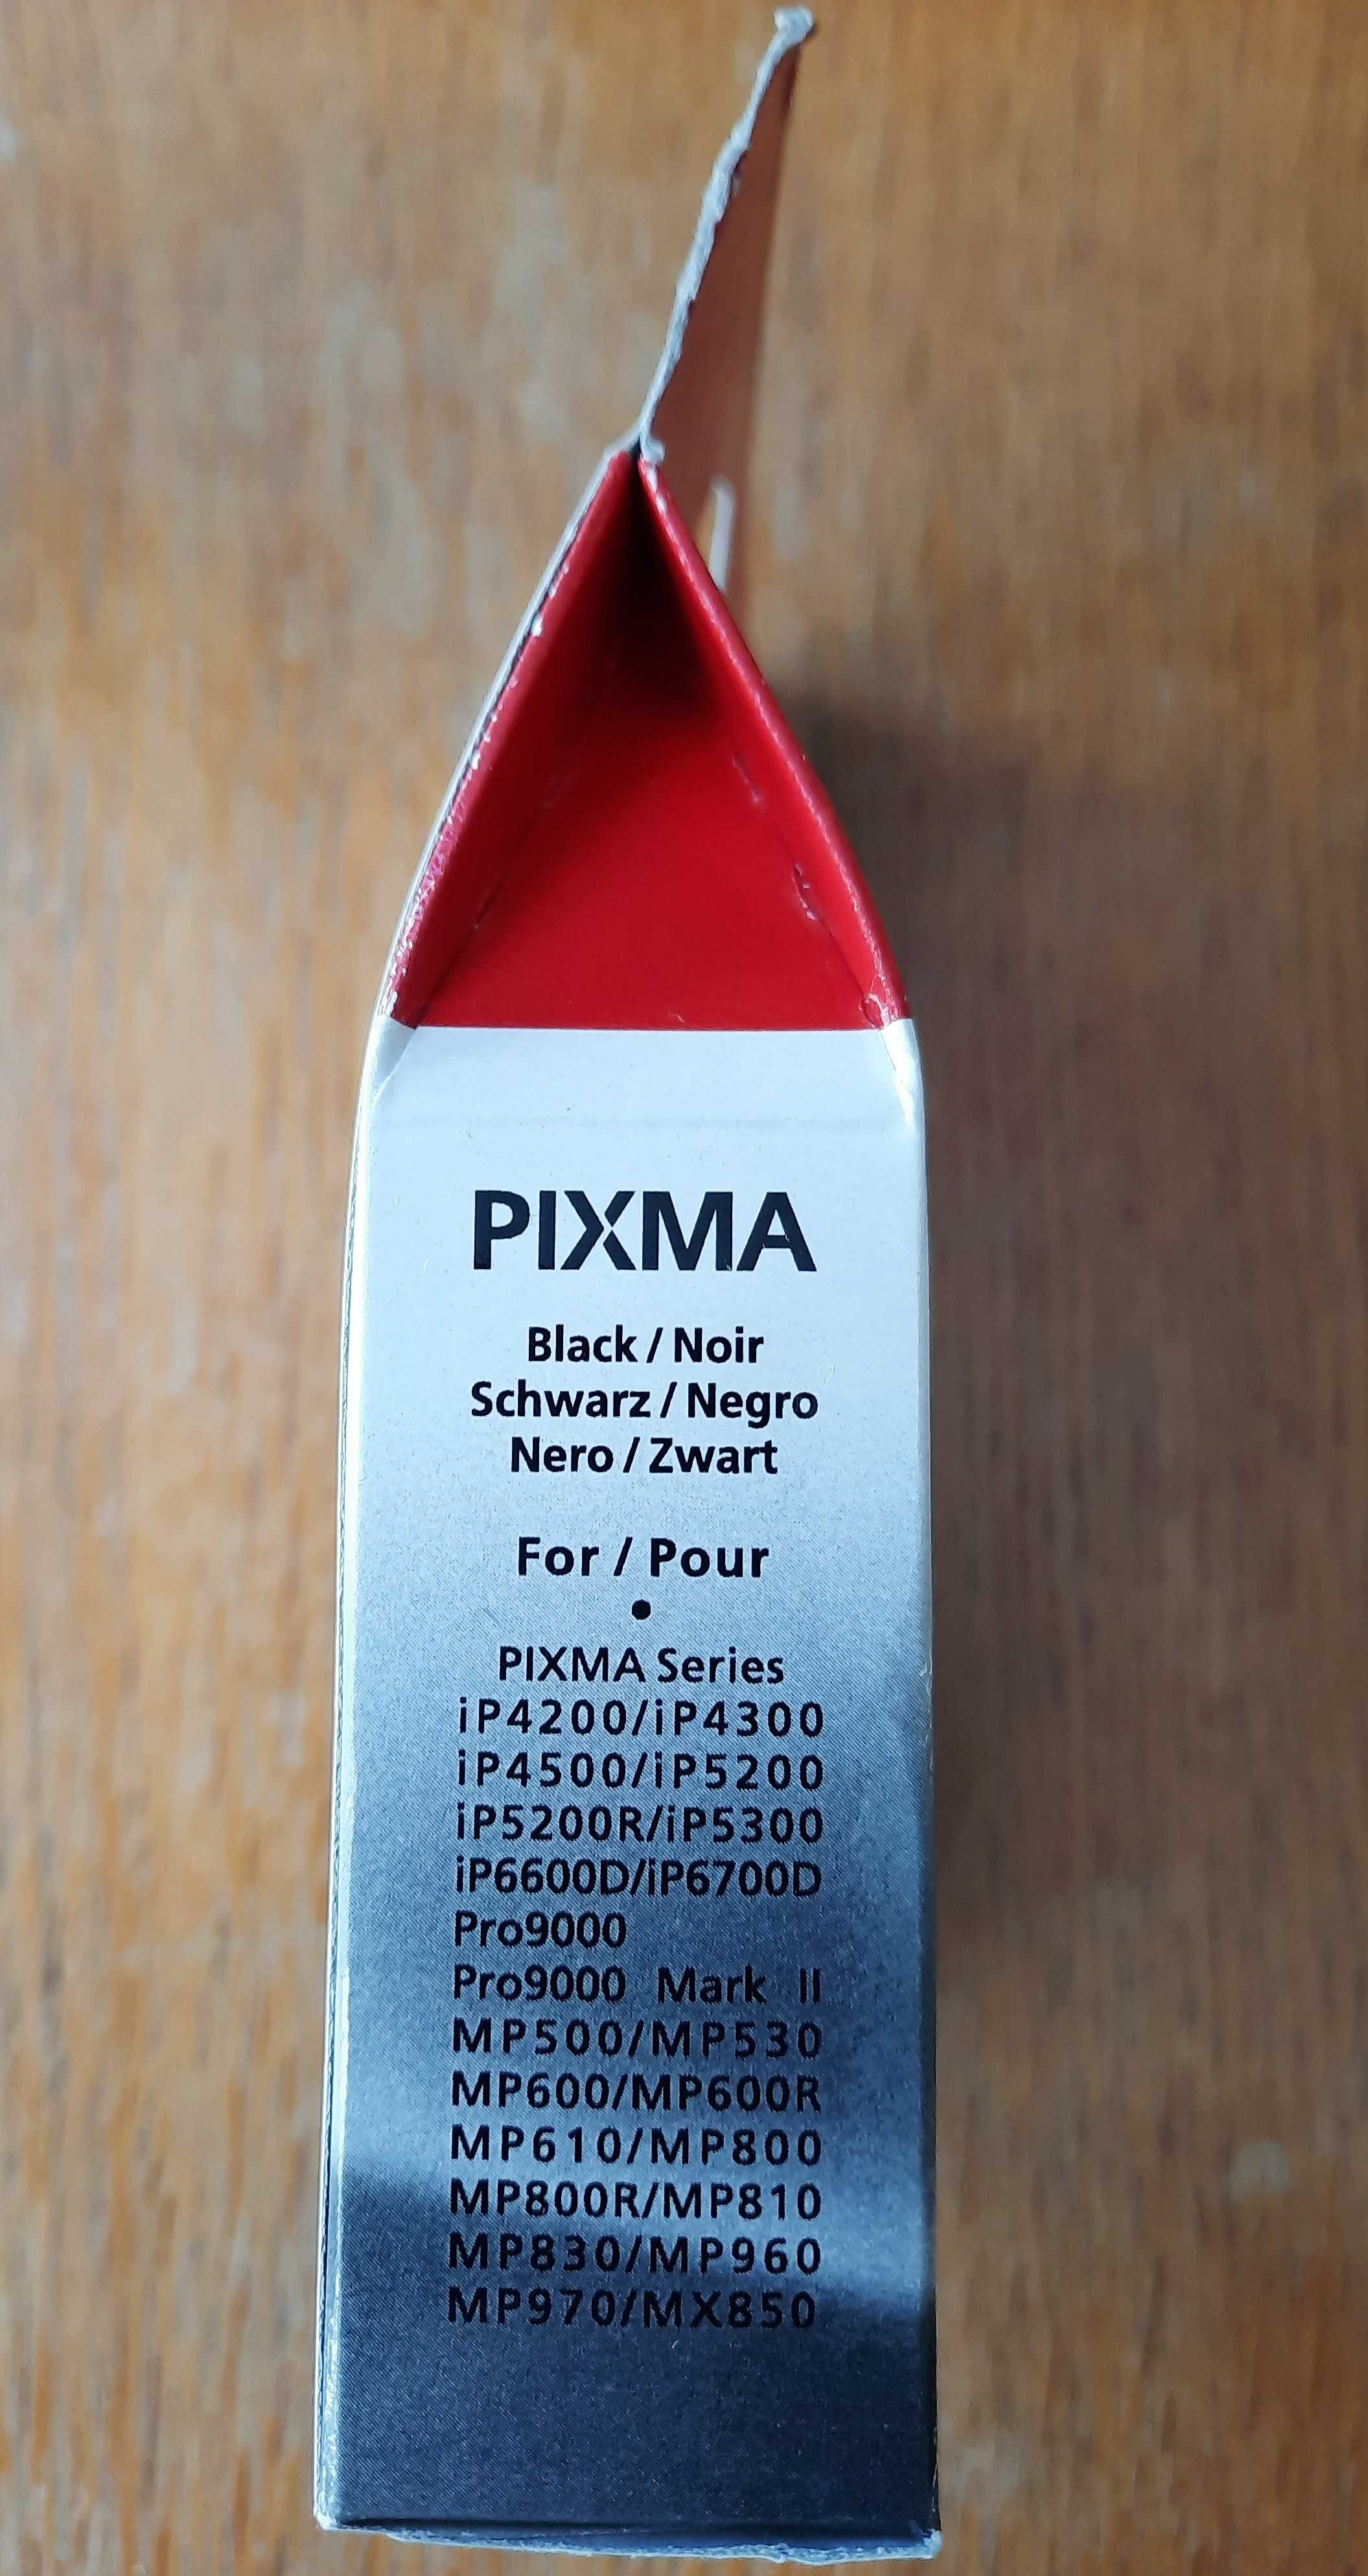 PIXMA
Black / Noir
Schwarz / Negro
Nero / Zwart
For / Pour
•
PIXMA Series
iP4200/iP4300
iP4500/iP5200
iP5200R/iP5300
iP6600D/iP6700D
Pro9000
Pro9000 Mark II
MP500/MP530
MP600/MP600R
MP610/MP800
MP800R/MP810
MP830/MP960
MP970/MX850